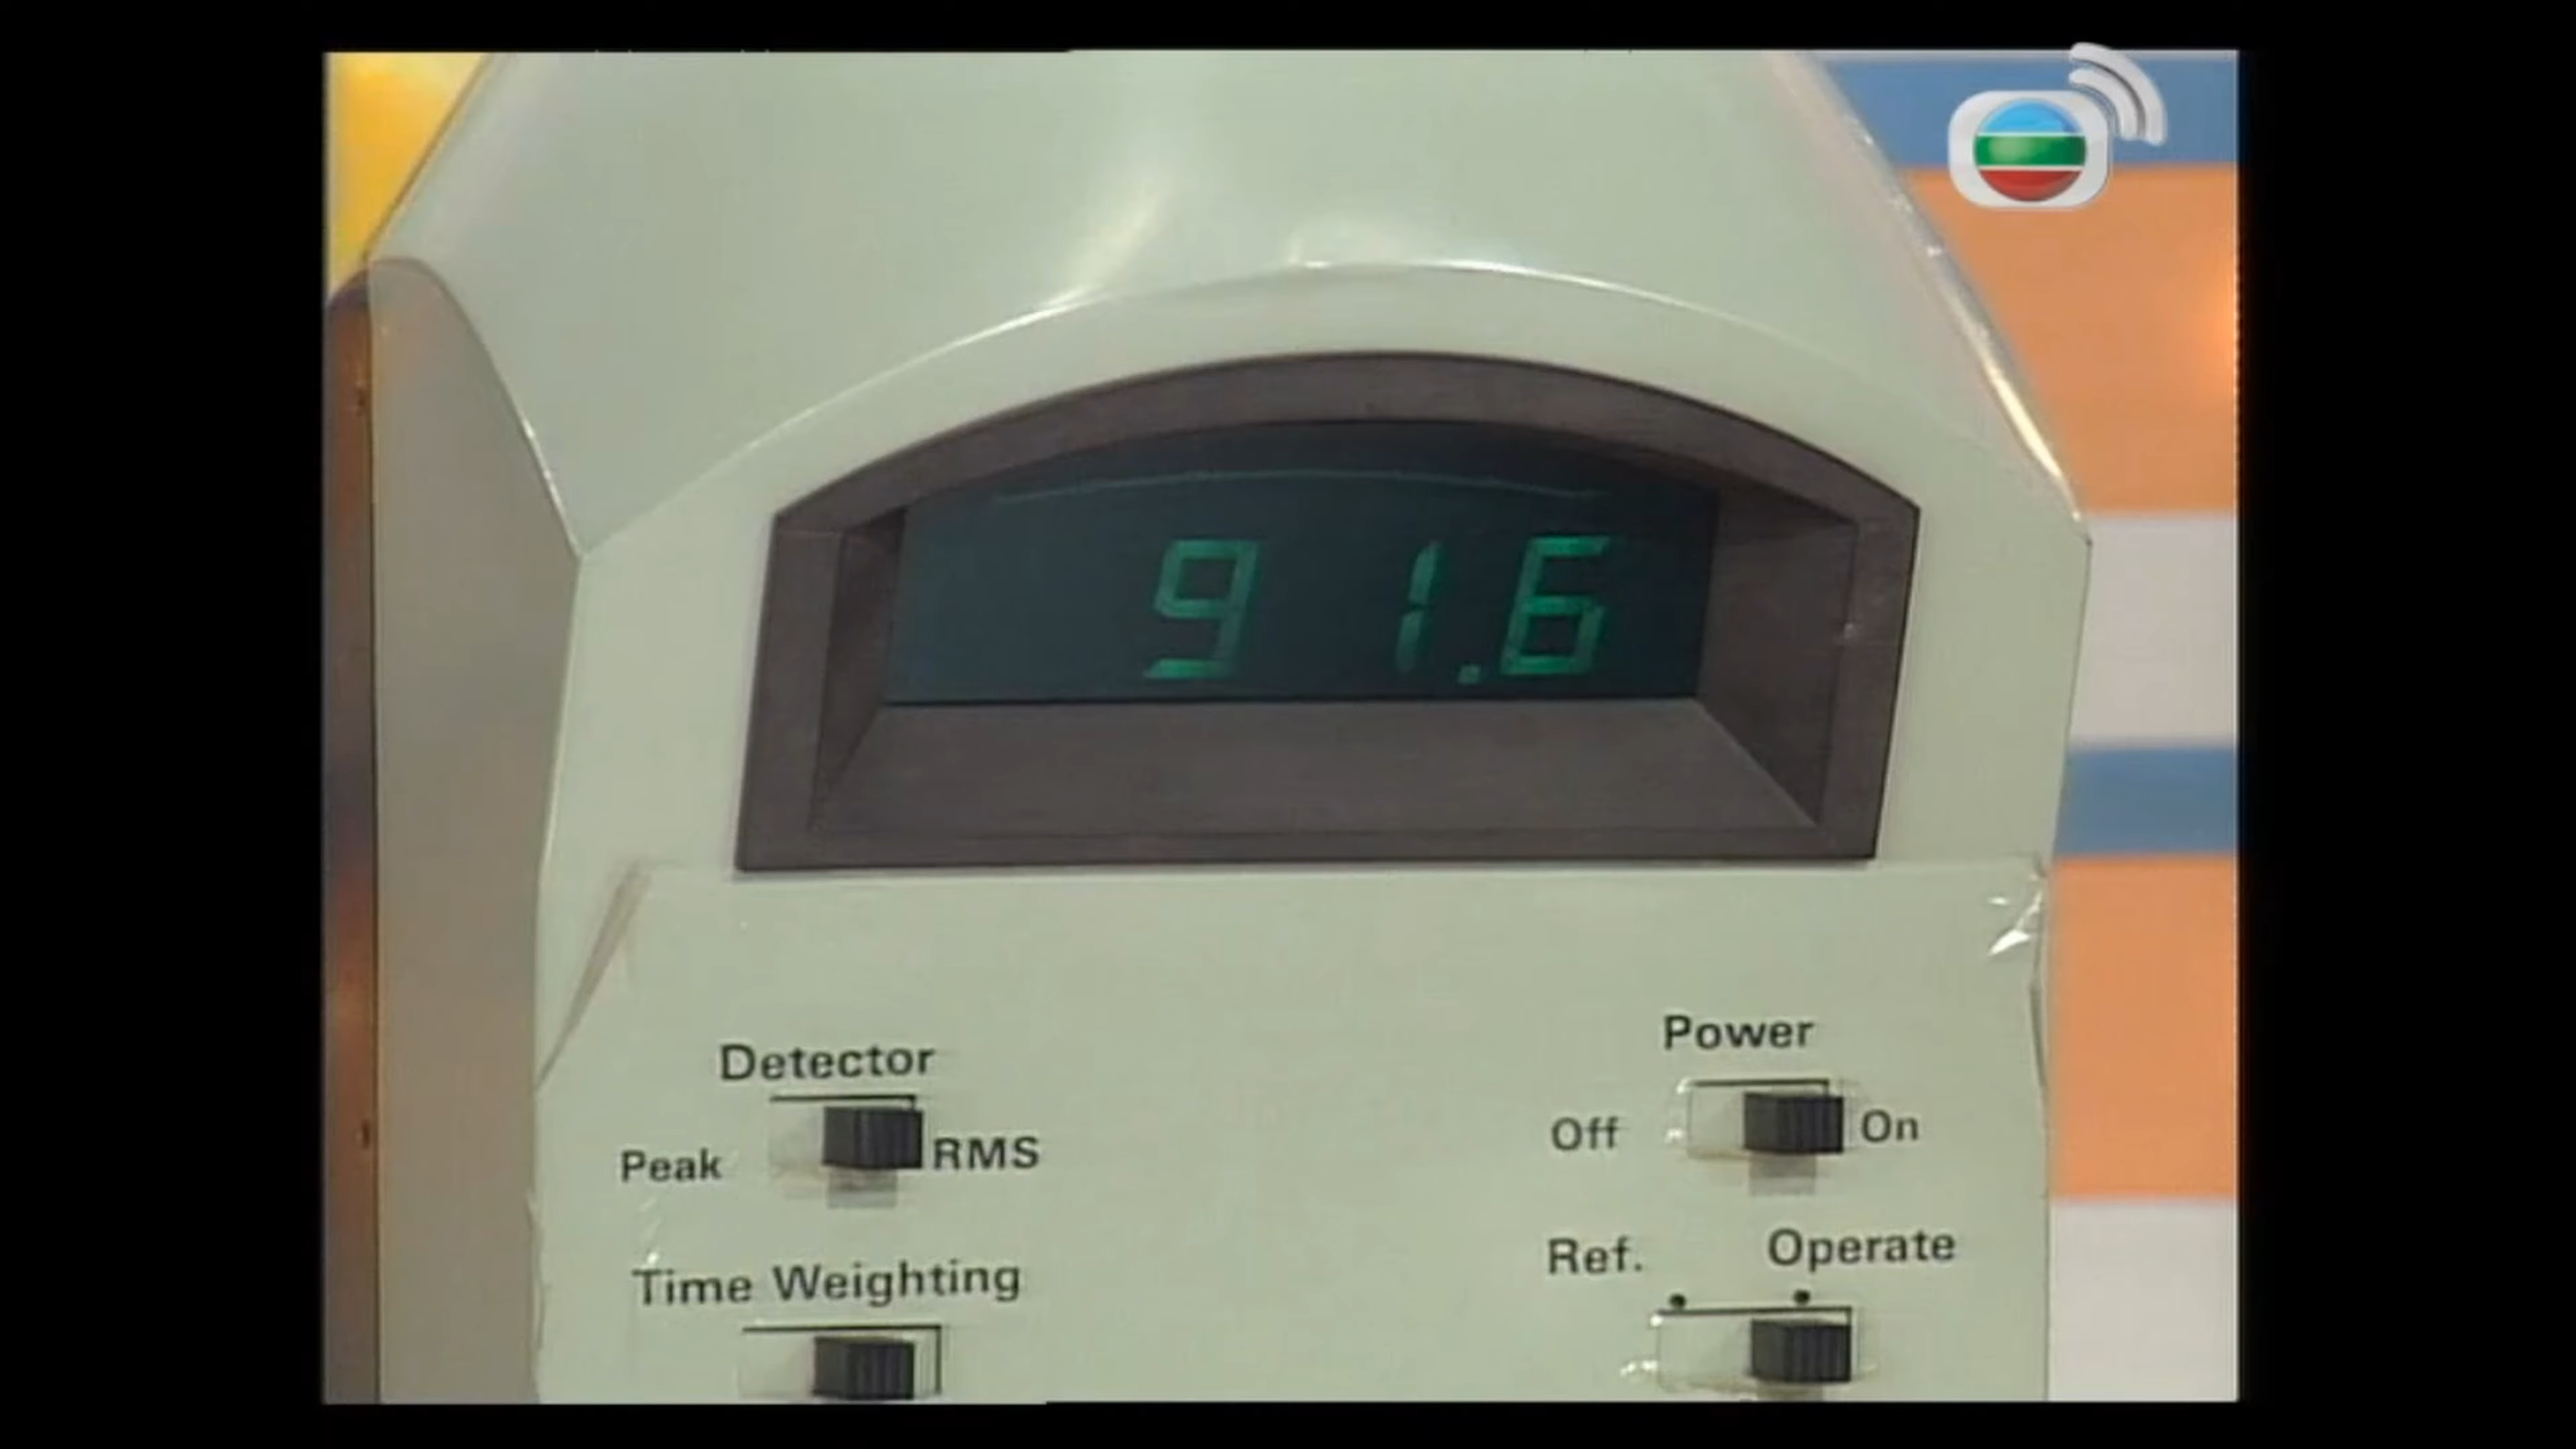 91.6
Detector
Power
Peak
RMS
Off
On
Time Weighting
Ref.
Operate